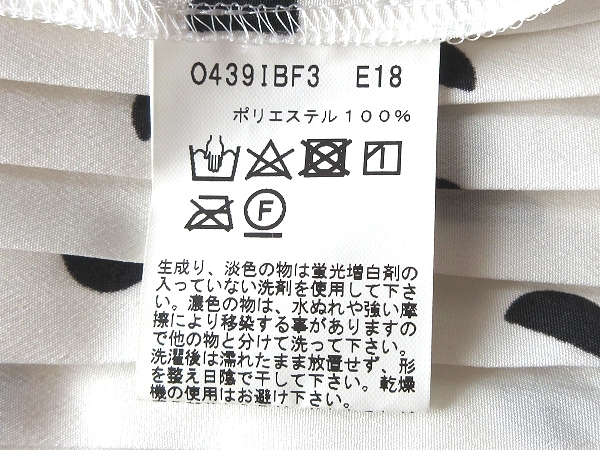 0439IBF3 E18
ポリエステル100%
F
生成り、淡色の物は蛍光増白剤の
入っていない洗剤を使用して下さ
い。濃色の物は、水ぬれや強い摩
擦により移染する事がありますの
で他の物と分けて洗って下さい。
洗濯後は濡れたまま放置せず、形
を整え日陰で干して下さい。乾燥
機の使用はお避け下さい。